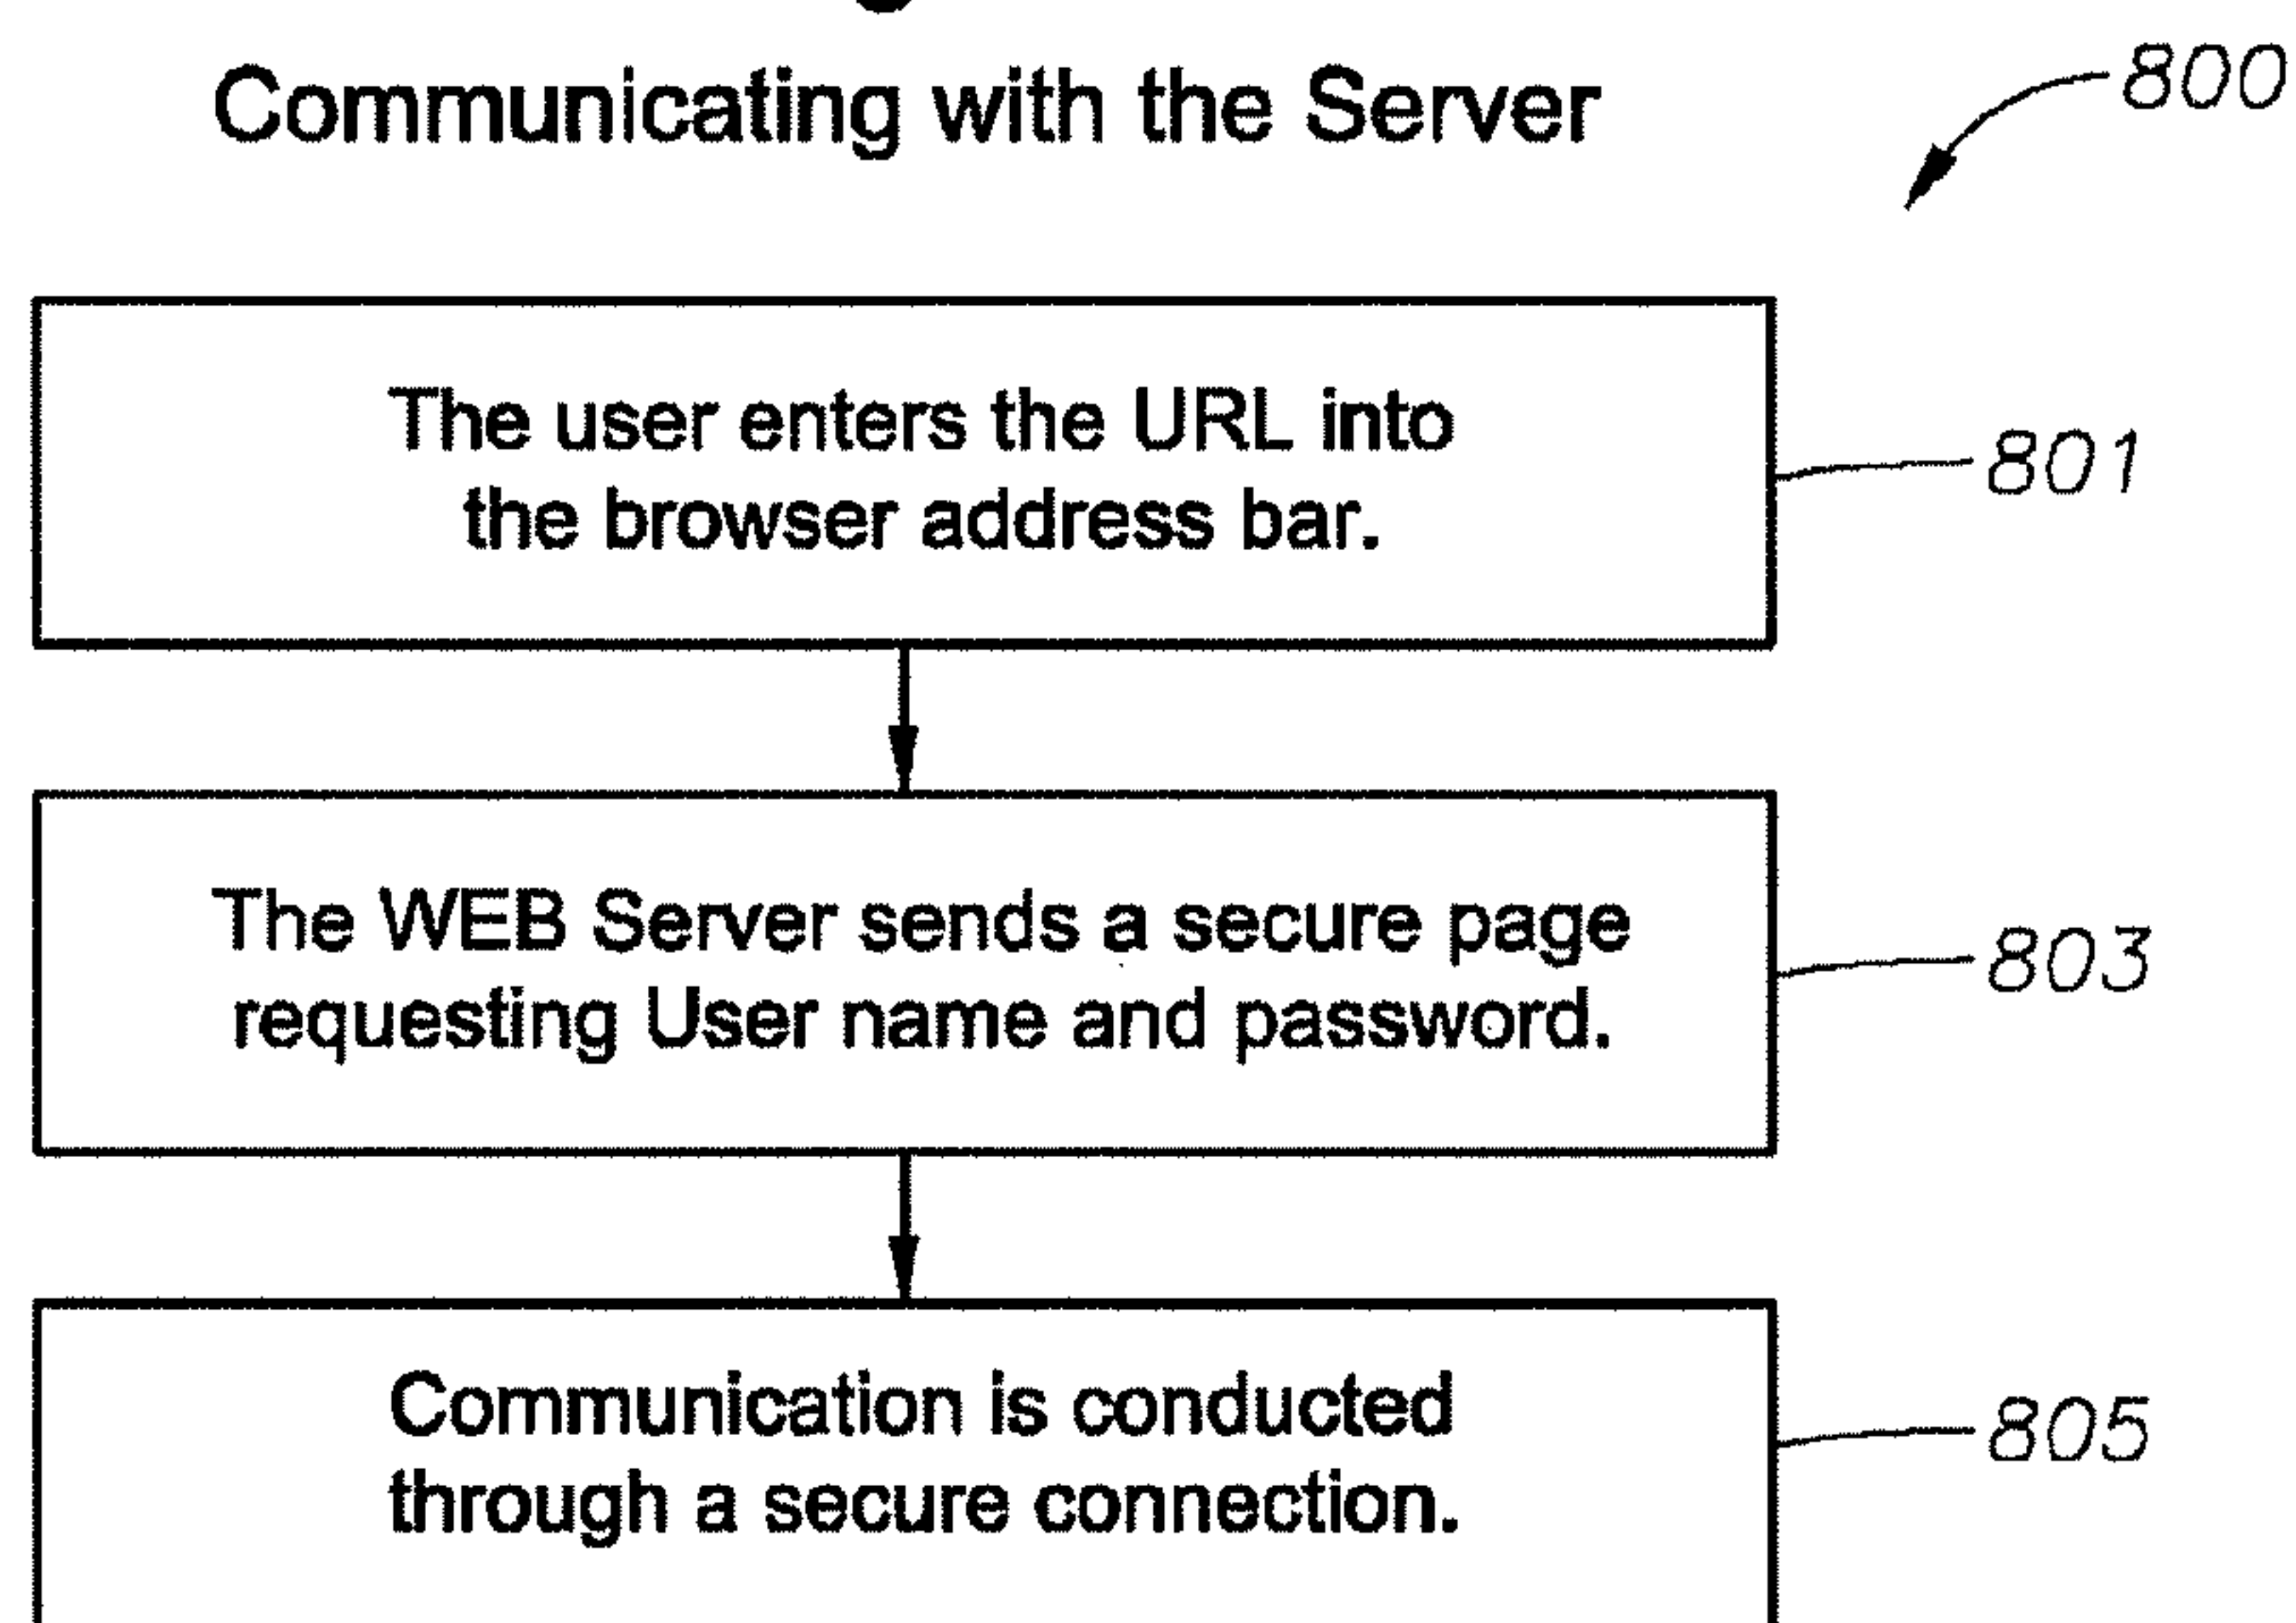 Communicating with the Server
800
The user enters the URL into
the browser address bar.
801
The WEB Server sends a secure page
requesting User name and password.
803
Communication is conducted
through a secure connection.
805